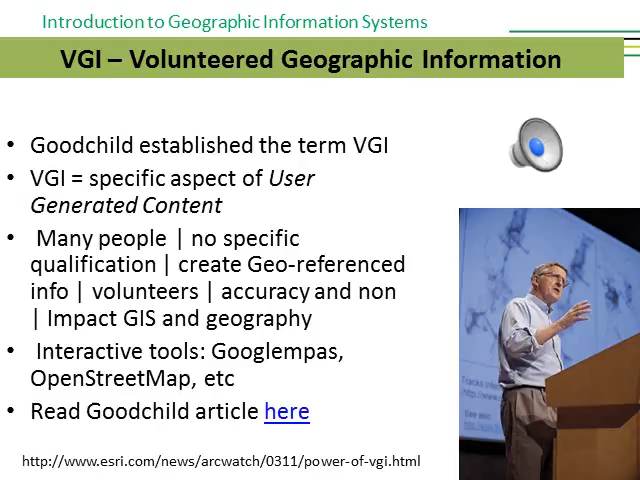 Introduction to Geographic Information Systems
VGI – Volunteered Geographic Information
• Goodchild established the term VGI
• VGI = specific aspect of User
Generated Content
• Many people | no specific
qualification | create Geo-referenced
info | volunteers | accuracy and non
| Impact GIS and geography
• Interactive tools: Googlempas,
OpenStreetMap, etc
• Read Goodchild article here
http://www.esri.com/news/arcwatch/0311/power-of-vgi.html